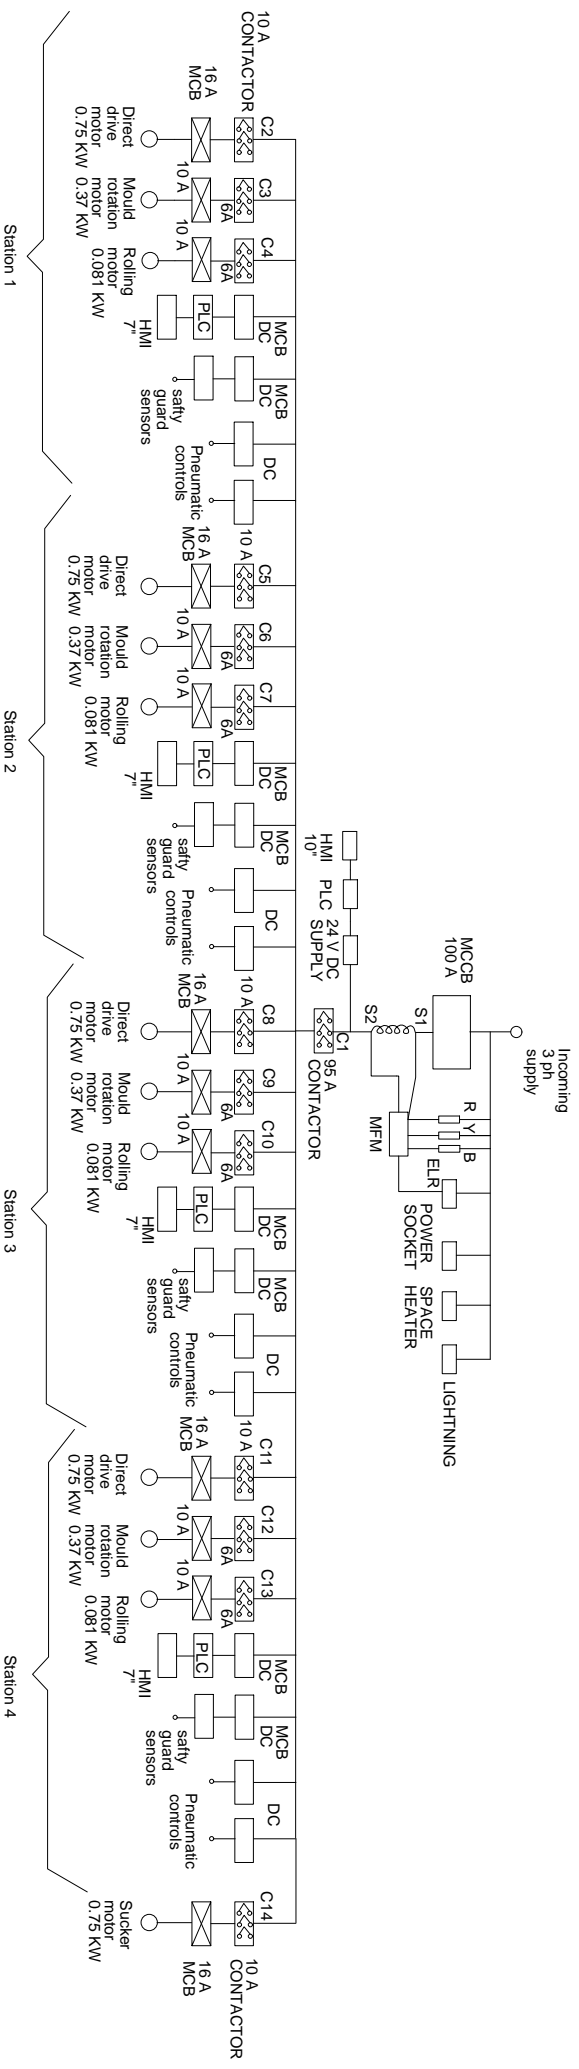 Incoming
3 ph
supply
MCCB
100 A
S1
S2
R
Y
B
MFM
ELR
POWER
SOCKET
SPACE
HEATER
LIGHTNING
HMI
10"
PLC
24 V DC
SUPPLY
C1
95 A
CONTACTOR
10 A
CONTACTOR
C2
16 A
MCB
Direct
drive
motor
0.75 KW
C3
6A
10 A
Mould
rotation
motor
0.37 KW
C4
6A
10 A
Rolling
motor
0.081 KW
MCB
DC
PLC
HMI
7"
MCB
DC
safty
guard
sensors
DC
Pneumatic
controls
Station 1
C5
10 A
16 A
MCB
Direct
drive
motor
0.75 KW
C6
6A
10 A
Mould
rotation
motor
0.37 KW
C7
6A
10 A
Rolling
motor
0.081 KW
MCB
DC
PLC
HMI
7"
MCB
DC
safty
guard
sensors
DC
Pneumatic
controls
Station 2
C8
10 A
16 A
MCB
Direct
drive
motor
0.75 KW
C9
6A
10 A
Mould
rotation
motor
0.37 KW
C10
6A
10 A
Rolling
motor
0.081 KW
MCB
DC
PLC
HMI
7"
MCB
DC
safty
guard
sensors
DC
Pneumatic
controls
Station 3
C11
10 A
16 A
MCB
Direct
drive
motor
0.75 KW
C12
6A
10 A
Mould
rotation
motor
0.37 KW
C13
6A
10 A
Rolling
motor
0.081 KW
MCB
DC
PLC
HMI
7"
MCB
DC
safty
guard
sensors
DC
Pneumatic
controls
Station 4
C14
10 A
CONTACTOR
16 A
MCB
Sucker
motor
0.75 KW